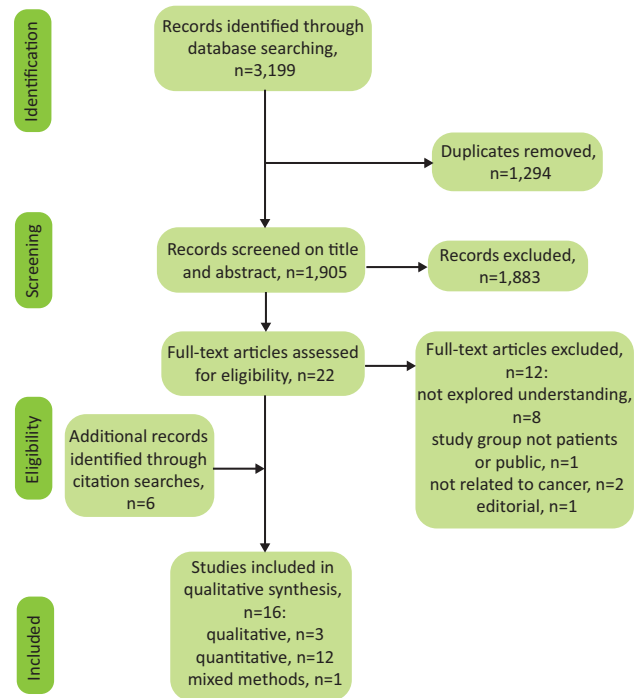 Identification
Records identified through
database searching,
n=3,199
Duplicates removed,
n=1,294
Screening
Records screened on title
and abstract, n=1,905
Records excluded,
n=1,883
Eligibility
Full-text articles assessed
for eligibility, n=22
Full-text articles excluded,
n=12:
not explored understanding,
n=8
study group not patients
or public, n=1
not related to cancer, n=2
editorial, n=1
Additional records
identified through
citation searches,
n=6
Included
Studies included in
qualitative synthesis,
n=16:
qualitative, n=3
quantitative, n=12
mixed methods, n=1